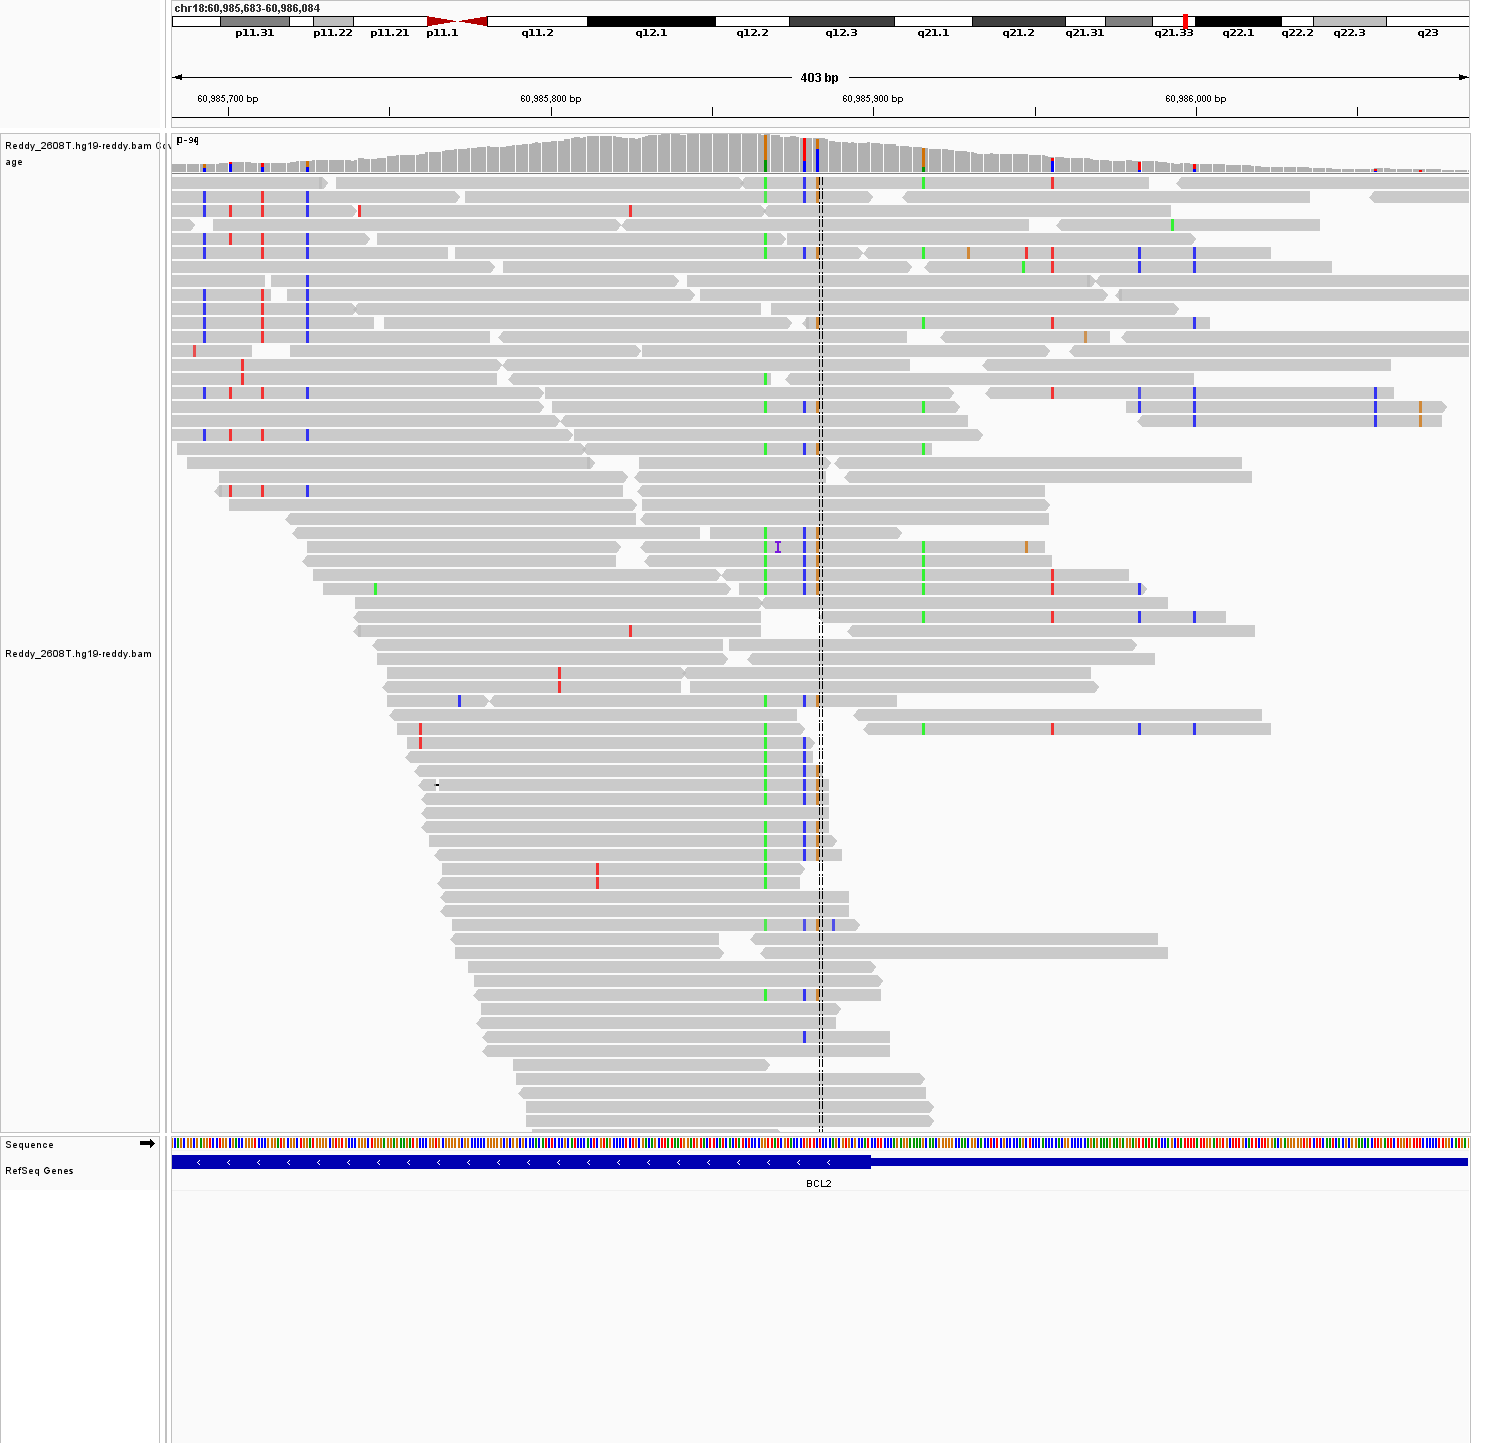 chr18:60,985,683-60,986,084
p11.31 p11.22 p11.21 p11.1 q11.2 q12.1 q12.2 q12.3 q21.1 q21.2 q21.31 q21.33 q22.1 q22.2 q22.3 q23
403 bp
60,985,700 bp 60,985,800 bp 60,985,900 bp 60,986,000 bp
Reddy_2608T.hg19-reddy.bam Cov
age
[0-94]
Reddy_2608T.hg19-reddy.bam
Sequence
RefSeq Genes
BCL2